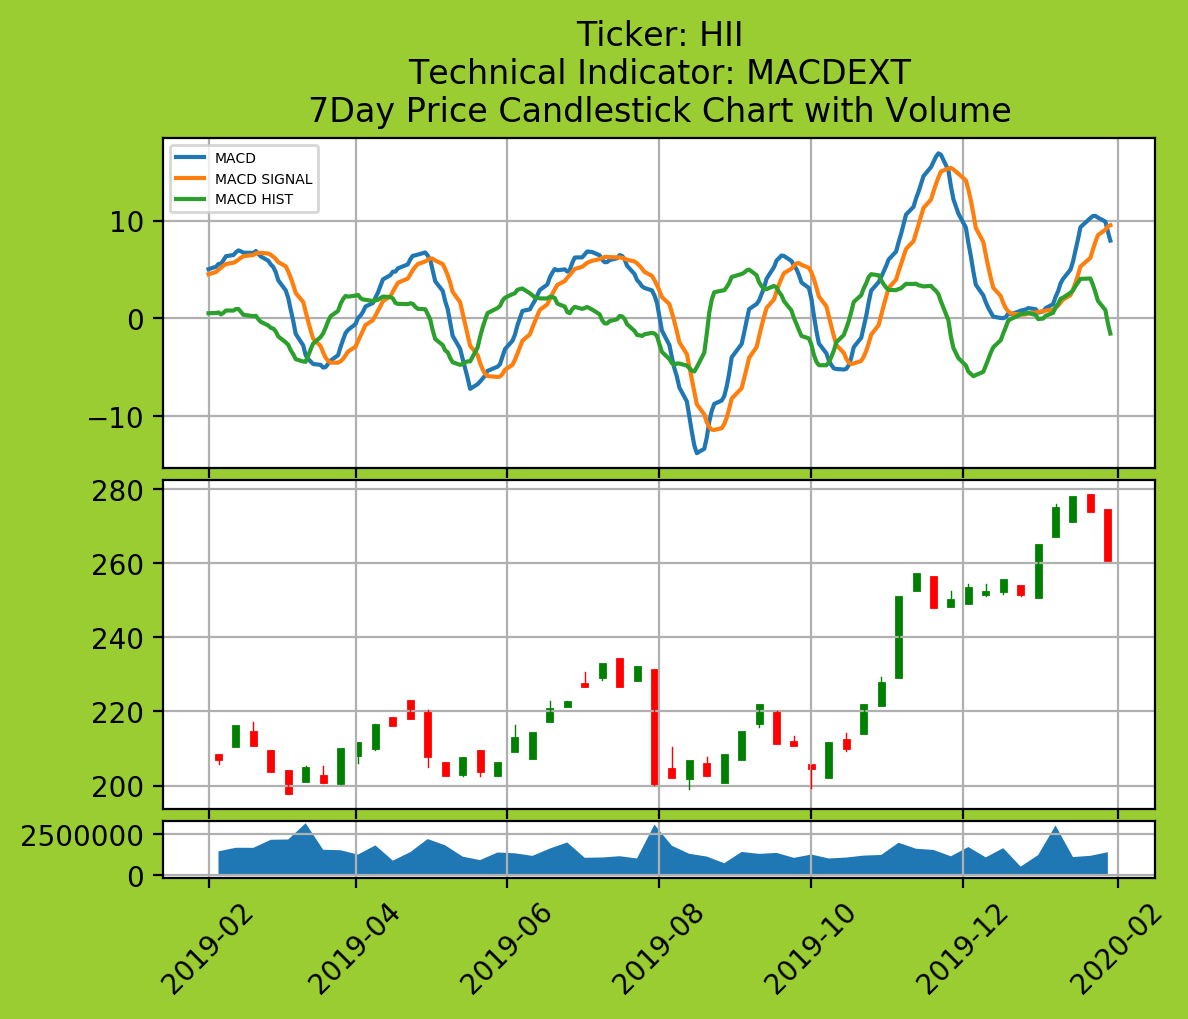 Ticker: HII
Technical Indicator: MACDEXT
7Day Price Candlestick Chart with Volume
MACD
MACD SIGNAL
MACD HIST
10
0
−10
280
260
240
220
200
2500000
0
2019-02
2019-04
2019-06
2019-08
2019-10
2019-12
2020-02